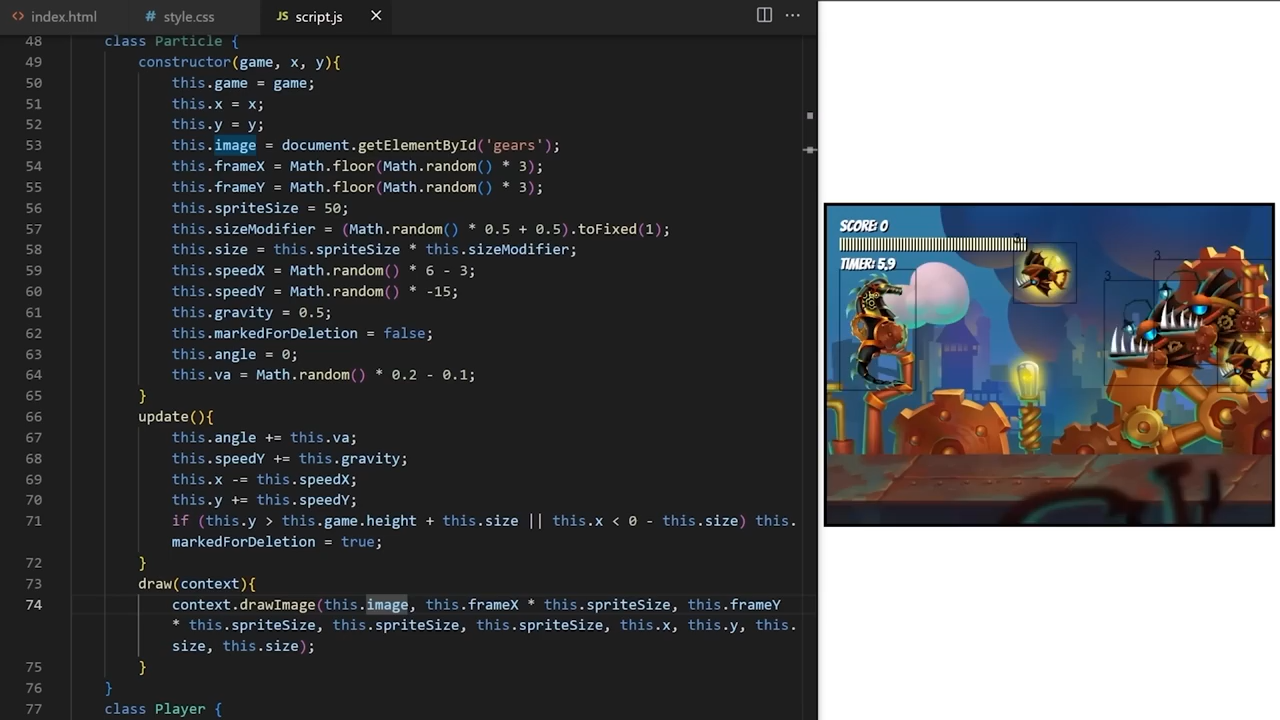 <> index.html # style.css JS script.js ✕ ···
48 class Particle {
49 constructor(game, x, y){
50 this.game = game;
51 this.x = x;
52 this.y = y;
53 this.image = document.getElementById('gears');
54 this.frameX = Math.floor(Math.random() * 3);
55 this.frameY = Math.floor(Math.random() * 3);
56 this.spriteSize = 50;
57 this.sizeModifier = (Math.random() * 0.5 + 0.5).toFixed(1);
58 this.size = this.spriteSize * this.sizeModifier;
59 this.speedX = Math.random() * 6 - 3;
60 this.speedY = Math.random() * -15;
61 this.gravity = 0.5;
62 this.markedForDeletion = false;
63 this.angle = 0;
64 this.va = Math.random() * 0.2 - 0.1;
65 }
66 update(){
67 this.angle += this.va;
68 this.speedY += this.gravity;
69 this.x -= this.speedX;
70 this.y += this.speedY;
71 if (this.y > this.game.height + this.size || this.x < 0 - this.size) this.
markedForDeletion = true;
72 }
73 draw(context){
74 context.drawImage(this.image, this.frameX * this.spriteSize, this.frameY
* this.spriteSize, this.spriteSize, this.spriteSize, this.x, this.y, this.
size, this.size);
75 }
76 }
77 class Player {
SCORE: 0
TIMER: 5.9
3
3
3